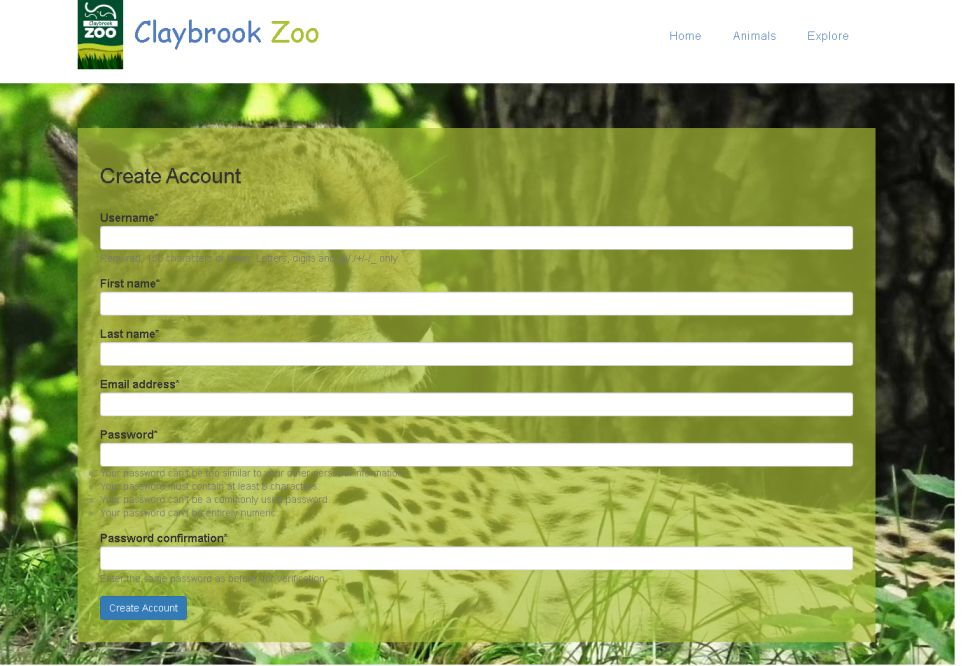 Claybrook
ZOO
Claybrook Zoo
Home Animals Explore
Create Account
Username*
Required. 150 characters or fewer. Letters, digits and @/./+/-/_ only.
First name*
Last name*
Email address*
Password*
Your password can't be too similar to your other personal information.
Your password must contain at least 8 characters.
Your password can't be a commonly used password.
Your password can't be entirely numeric.
Password confirmation*
Enter the same password as before, for verification.
Create Account